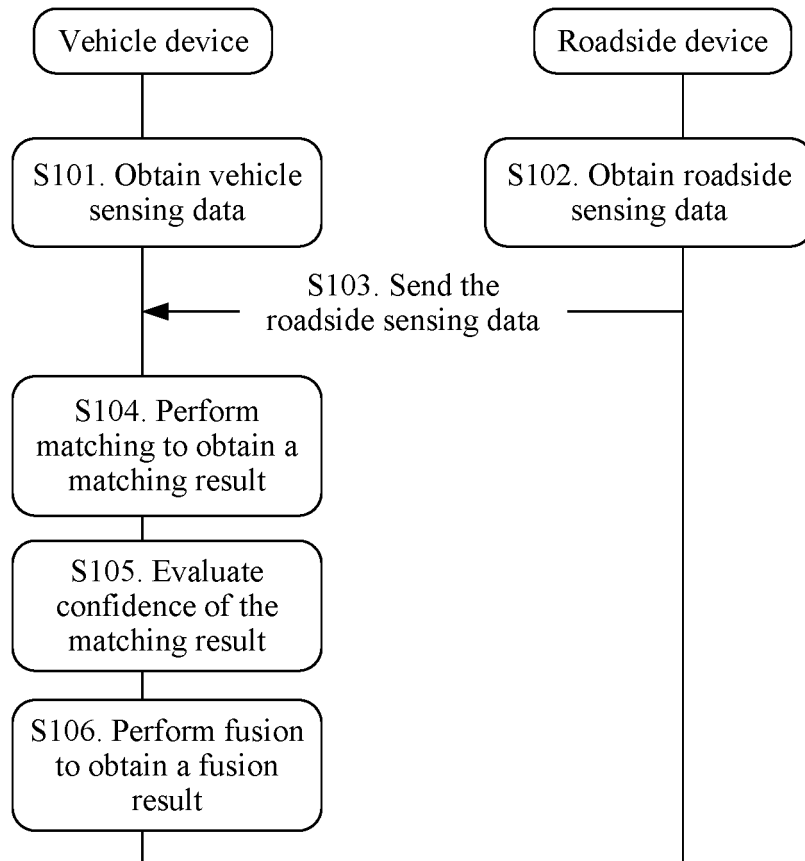 Vehicle device
Roadside device
S101. Obtain vehicle
sensing data
S102. Obtain roadside
sensing data
S103. Send the
roadside sensing data
S104. Perform
matching to obtain a
matching result
S105. Evaluate
confidence of the
matching result
S106. Perform fusion
to obtain a fusion
result